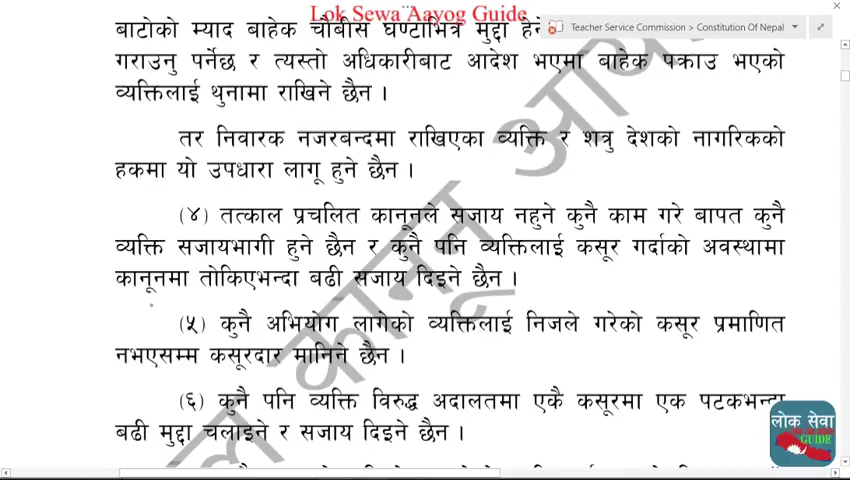 Lok Sewa Aayog Guide
Teacher Service Commission > Constitution Of Nepal
बाटोको म्याद बाहेक चौबीस घण्टाभित्र मुद्दा हेर्ने
गराउनु पर्नेछ र त्यस्तो अधिकारीबाट आदेश भएमा बाहेक पक्राउ भएको
व्यक्तिलाई थुनामा राखिने छैन ।
तर निवारक नजरबन्दमा राखिएका व्यक्ति र शत्रु देशको नागरिकको
हकमा यो उपधारा लागू हुने छैन ।
(४) तत्काल प्रचलित कानूनले सजाय नहुने कुनै काम गरे बापत कुनै
व्यक्ति सजायभागी हुने छैन र कुनै पनि व्यक्तिलाई कसूर गर्दाको अवस्थामा
कानूनमा तोकिएभन्दा बढी सजाय दिइने छैन ।
(५) कुनै अभियोग लागेको व्यक्तिलाई निजले गरेको कसूर प्रमाणित
नभएसम्म कसूरदार मानिने छैन ।
(६) कुनै पनि व्यक्ति विरुद्ध अदालतमा एकै कसूरमा एक पटकभन्दा
बढी मुद्दा चलाइने र सजाय दिइने छैन ।
कानून
लोक सेवा
GUIDE